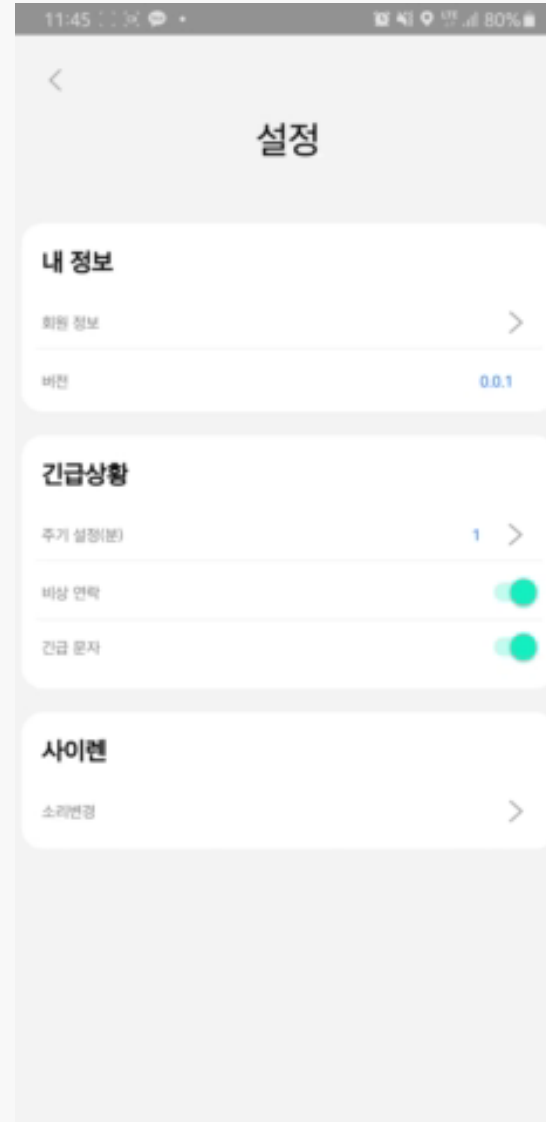 11:45
80%
설정
내 정보
회원 정보
버전 0.0.1
긴급상황
주기 설정(분) 1
비상 연락
긴급 문자
사이렌
소리변경